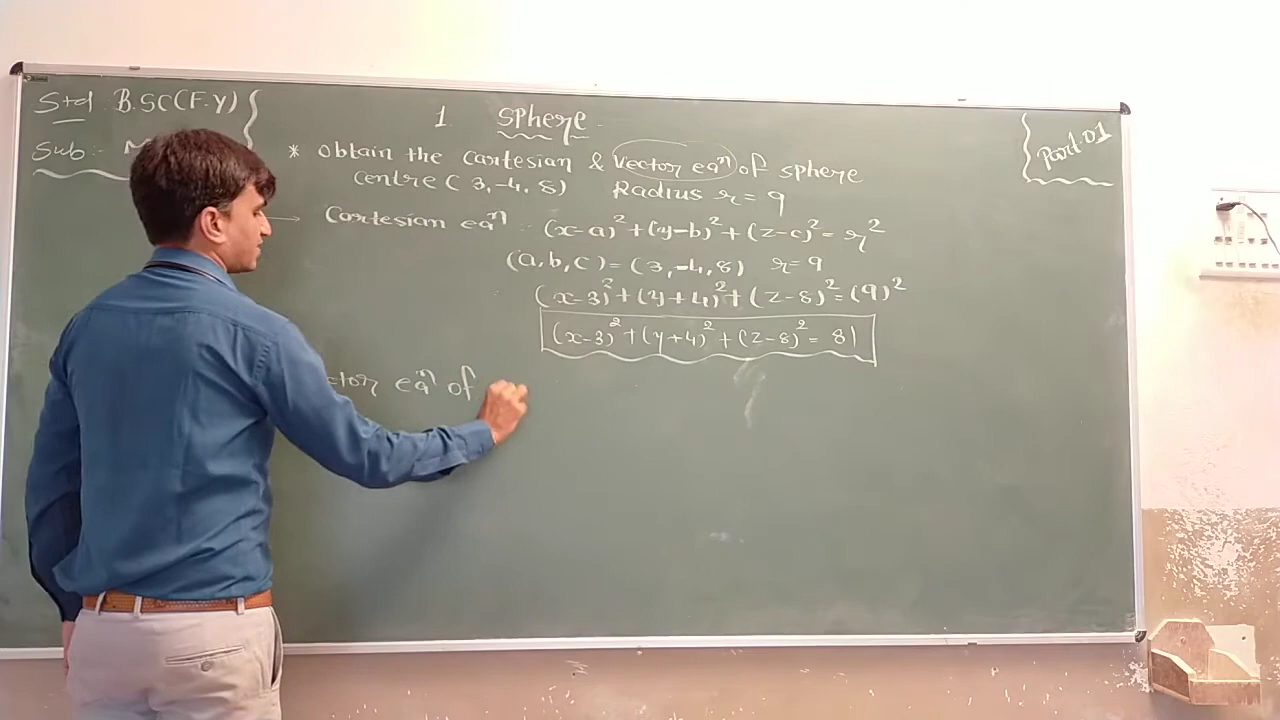 Std B.SC(F.Y)
Sub:-
1. Sphere
Part:01
* obtain the cartesian & Vector eqⁿ of sphere
centre (3,-4,8) Radius r = 9
→ Cartesian eqⁿ : (x-a)²+(y-b)²+(z-c)²=r²
(a,b,c)=(3,-4,8) r=9
(x-3)²+(y+4)²+(z-8)²=(9)²
(x-3)²+(y+4)²+(z-8)²= 81
ctor eqⁿ of